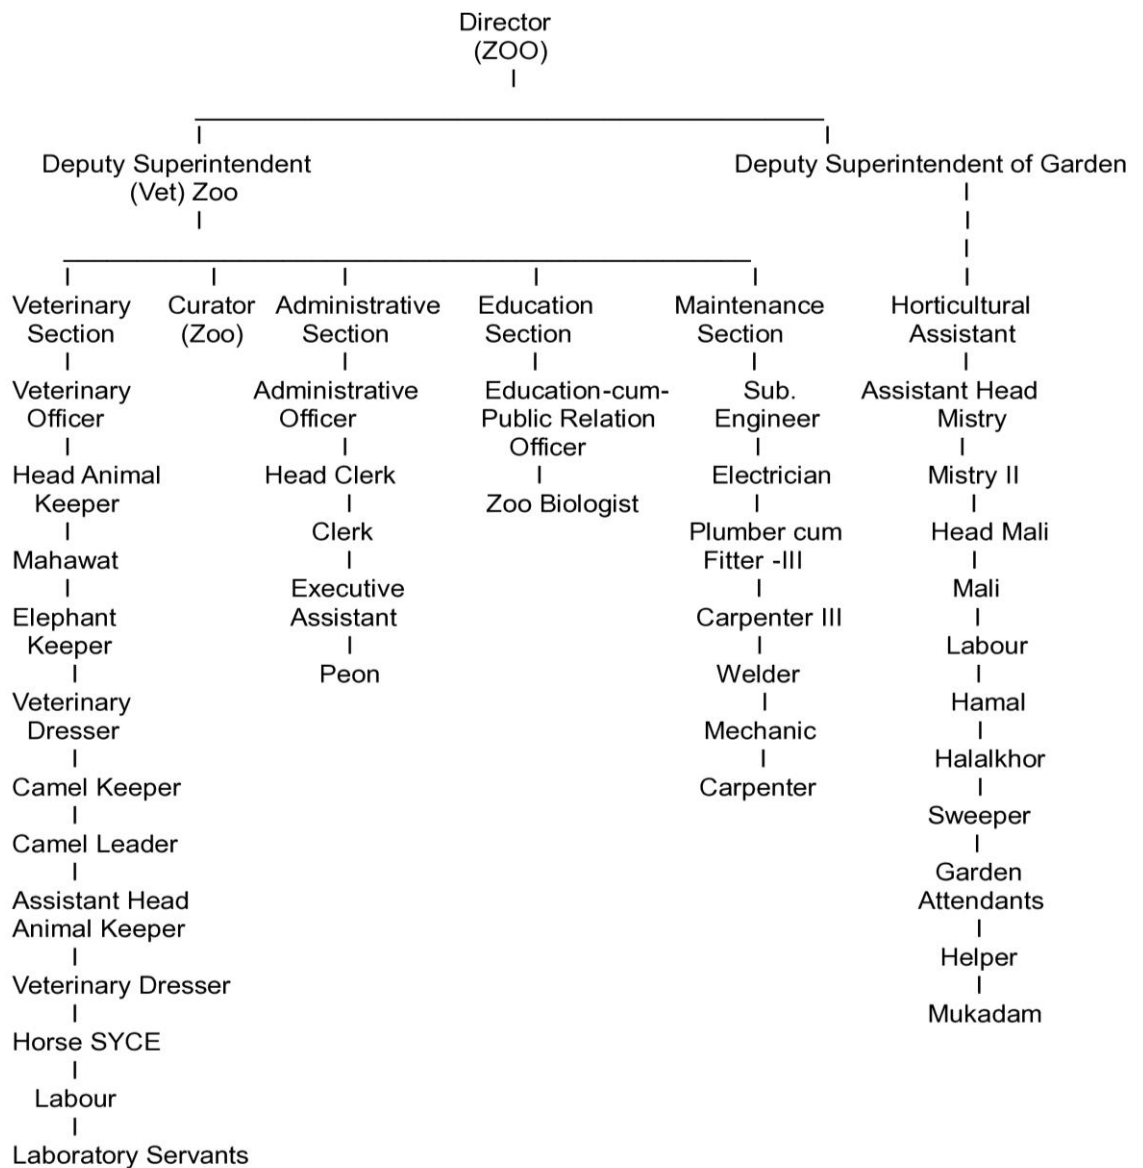 Director
(ZOO)
Deputy Superintendent
(Vet) Zoo
Deputy Superintendent of Garden
Veterinary
Section
Curator
(Zoo)
Administrative
Section
Education
Section
Maintenance
Section
Horticultural
Assistant
Veterinary
Officer
Head Animal
Keeper
Mahawat
Elephant
Keeper
Veterinary
Dresser
Camel Keeper
Camel Leader
Assistant Head
Animal Keeper
Veterinary Dresser
Horse SYCE
Labour
Laboratory Servants
Administrative
Officer
Head Clerk
Clerk
Executive
Assistant
Peon
Education-cum-
Public Relation
Officer
Zoo Biologist
Sub.
Engineer
Electrician
Plumber cum
Fitter -III
Carpenter III
Welder
Mechanic
Carpenter
Assistant Head
Mistry
Mistry II
Head Mali
Mali
Labour
Hamal
Halalkhor
Sweeper
Garden
Attendants
Helper
Mukadam